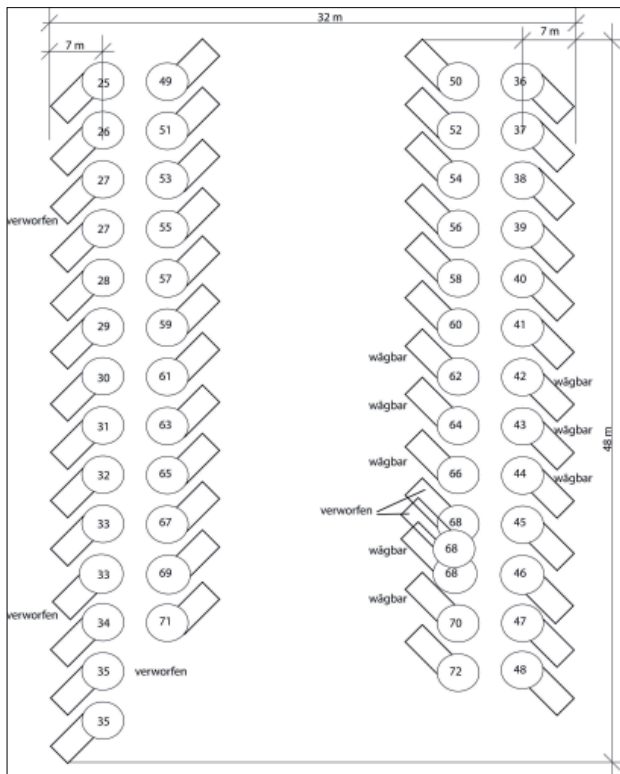 32 m
7 m 7 m
25 49 50 36
26 51 52 37
27 53 54 38
verworfen
27 55 56 39
28 57 58 40
29 59 60 41
wägbar
30 61 62 42 wägbar
wägbar
31 63 64 43 wägbar
48 m
wägbar
32 65 66 44 wägbar
verworfen
33 67 68 45
68
wägbar
33 69 68 46
wägbar
verworfen
34 71 70 47
35 verworfen 72 48
35